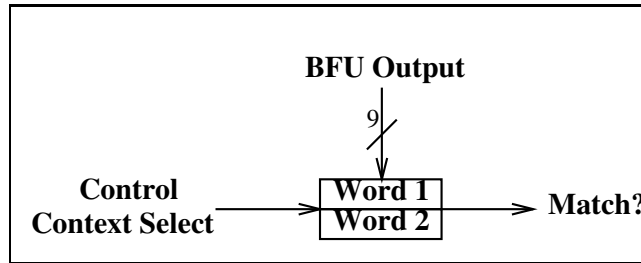 BFU Output
9
Word 1
Word 2
Control
Context Select
Match?